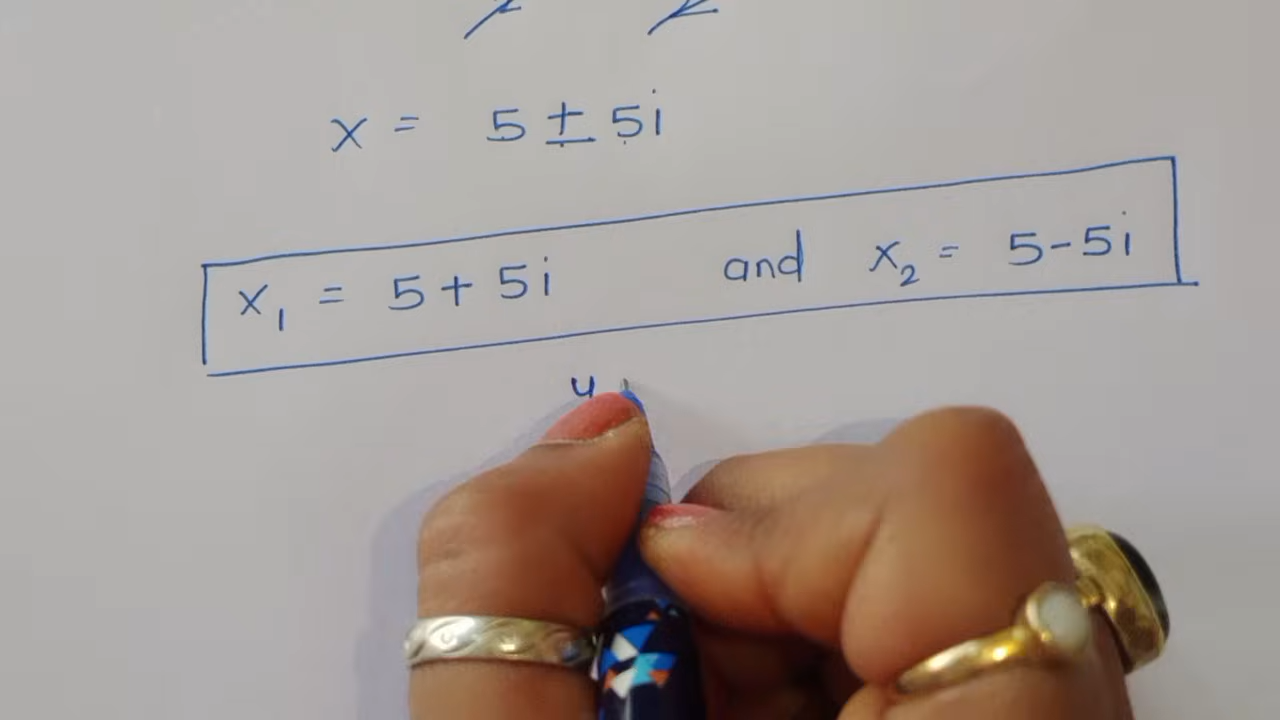 x = 5 ± 5i
x₁ = 5 + 5i and x₂ = 5 - 5i
y